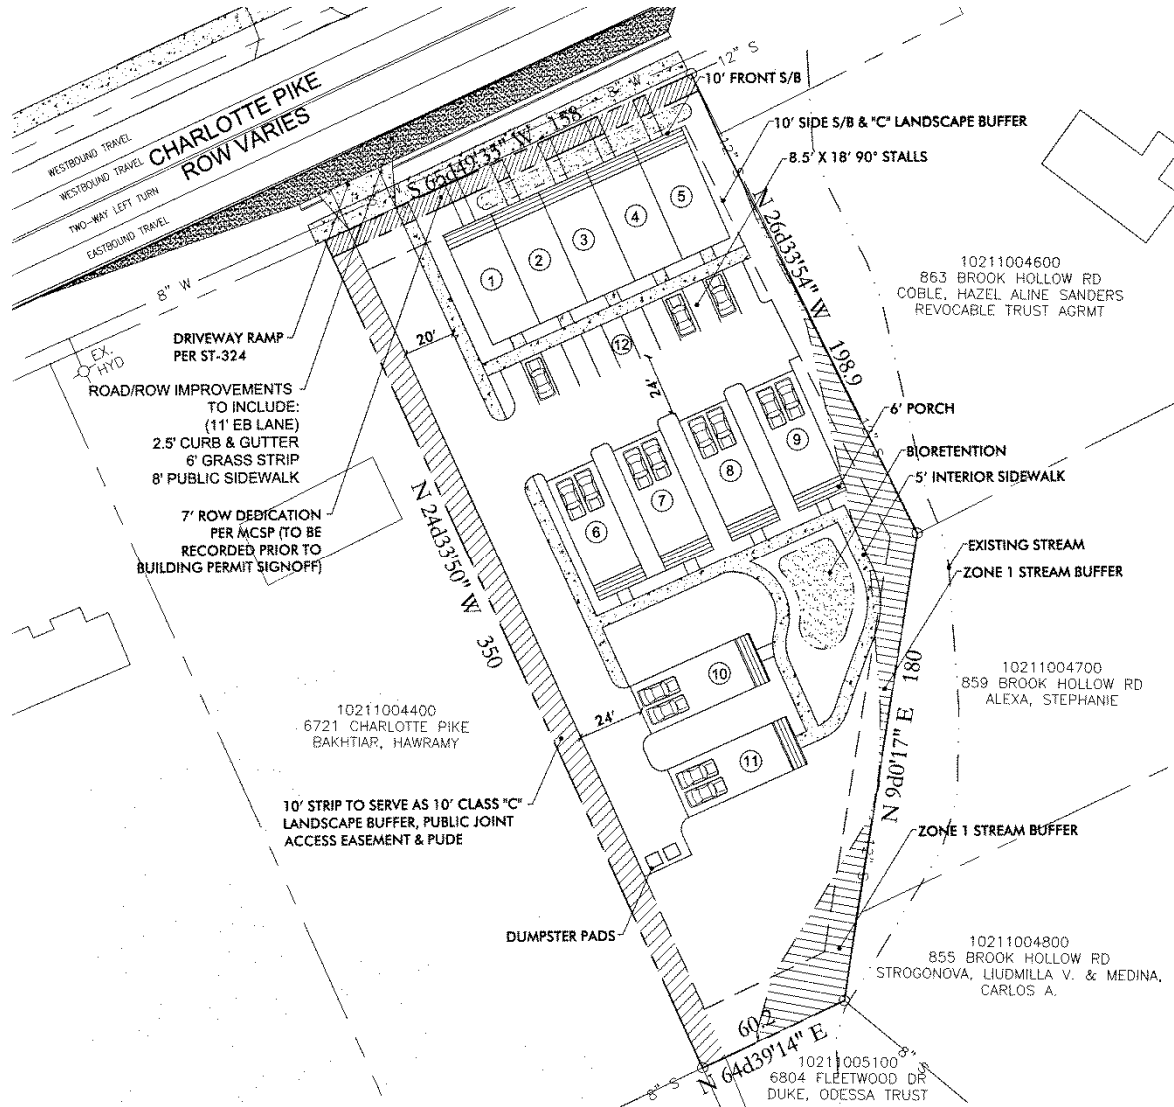 12" S
10' FRONT S/B
8" W
CHARLOTTE PIKE
ROW VARIES
WESTBOUND TRAVEL
WESTBOUND TRAVEL
TWO-WAY LEFT TURN
EASTBOUND TRAVEL
S 65d49'35" W 158
10' SIDE S/B & "C" LANDSCAPE BUFFER
8.5' X 18' 90° STALLS
12" S
N 26d33'54" W 198.9
1
2
3
4
5
10211004600
863 BROOK HOLLOW RD
COBLE, HAZEL ALINE SANDERS
REVOCABLE TRUST AGRMT
8" W
EX.
HYD
DRIVEWAY RAMP
PER ST-324
20'
12
24'
ROAD/ROW IMPROVEMENTS
TO INCLUDE:
(11' EB LANE)
2.5' CURB & GUTTER
6' GRASS STRIP
8' PUBLIC SIDEWALK
7' ROW DEDICATION
PER MCSP (TO BE
RECORDED PRIOR TO
BUILDING PERMIT SIGNOFF)
6' PORCH
BIORETENTION
5' INTERIOR SIDEWALK
6
7
8
9
N 24d33'50" W 350
EXISTING STREAM
ZONE 1 STREAM BUFFER
10
11
24'
10211004400
6721 CHARLOTTE PIKE
BAKHTIAR, HAWRAMY
10211004700
859 BROOK HOLLOW RD
ALEXA, STEPHANIE
N 9d0'17" E 180
10' STRIP TO SERVE AS 10' CLASS "C"
LANDSCAPE BUFFER, PUBLIC JOINT
ACCESS EASEMENT & PUDE
ZONE 1 STREAM BUFFER
DUMPSTER PADS
10211004800
855 BROOK HOLLOW RD
STROGONOVA, LIUDMILLA V. & MEDINA,
CARLOS A.
60.2
N 64d39'14" E
8" S
8" S
10211005100
6804 FLEETWOOD DR
DUKE, ODESSA TRUST